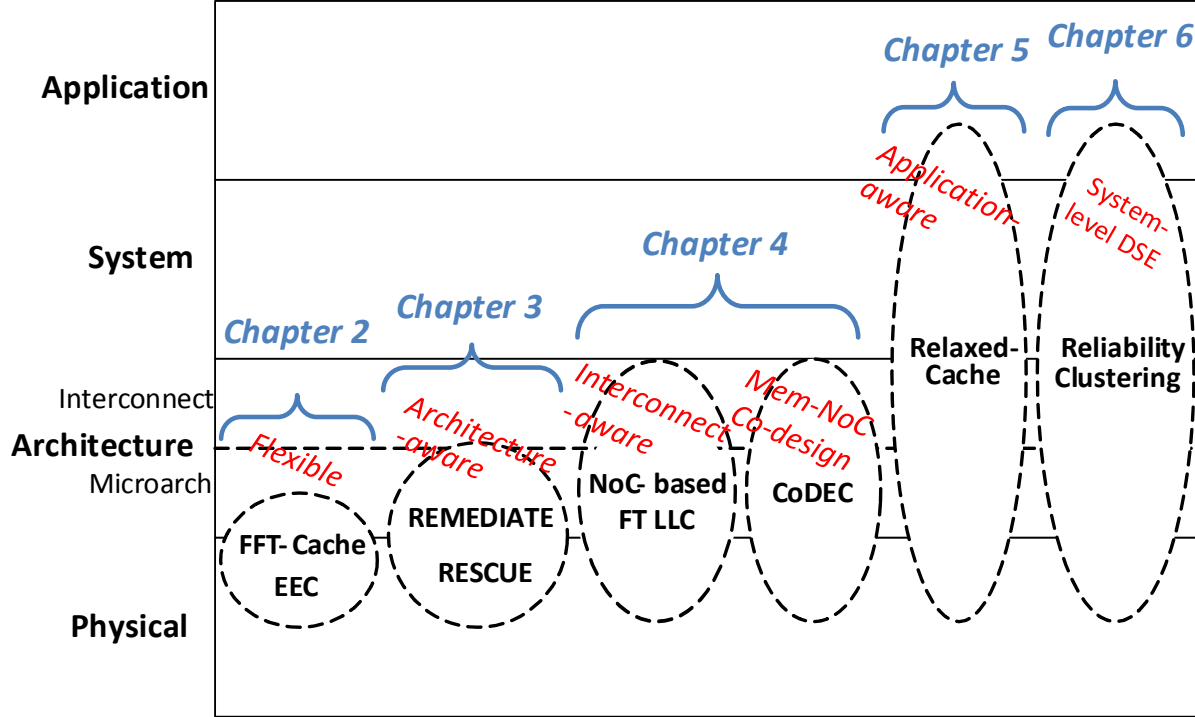 Chapter 5
Chapter 6
Application
Application-
aware
System-
level DSE
System
Chapter 4
Chapter 2
Chapter 3
Relaxed-
Cache
Reliability
Clustering
Interconnect
Architecture
Microarch
Flexible
Architecture
-aware
Interconnect
-aware
Mem-NoC
Co-design
FFT- Cache
EEC
REMEDIATE
RESCUE
NoC- based
FT LLC
CoDEC
Physical